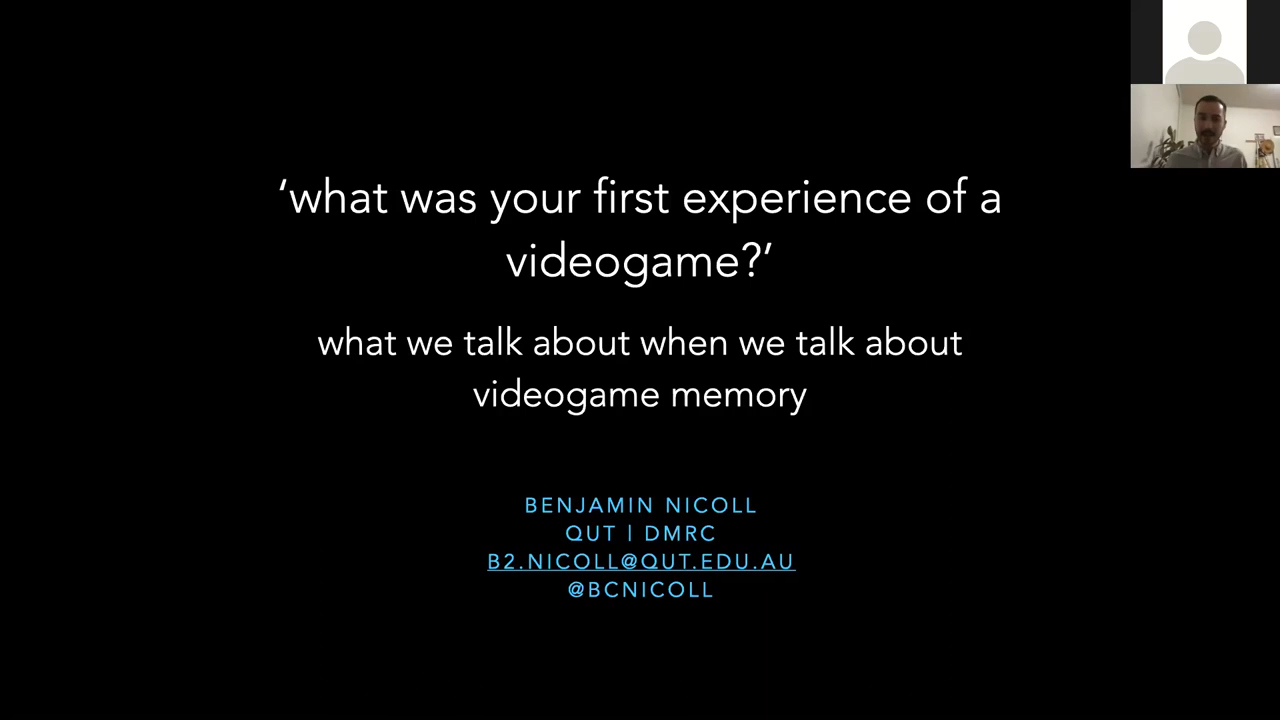 ‘what was your first experience of a
videogame?’
what we talk about when we talk about
videogame memory
BENJAMIN NICOLL
QUT | DMRC
B2.NICOLL@QUT.EDU.AU
@BCNICOLL